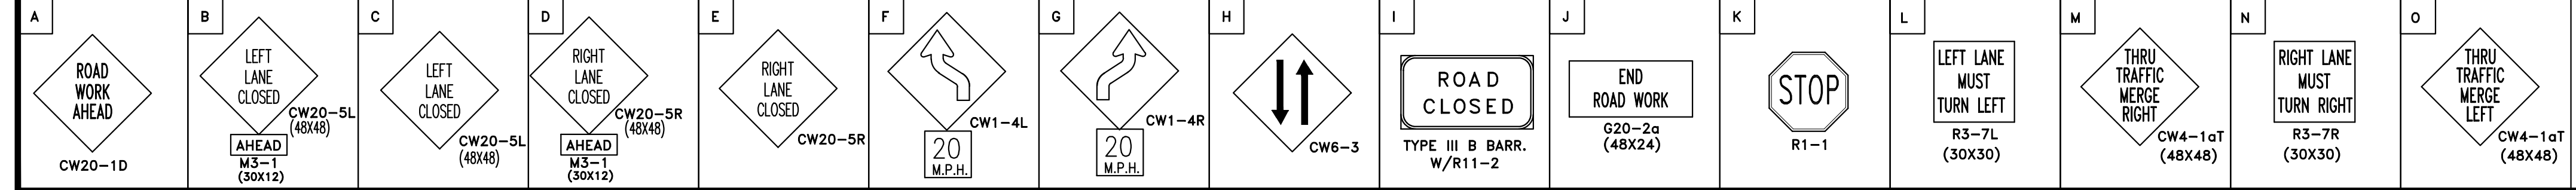 A
ROAD
WORK
AHEAD
CW20-1D
B
LEFT
LANE
CLOSED
CW20-5L
(48X48)
AHEAD
M3-1
(30X12)
C
LEFT
LANE
CLOSED
CW20-5L
(48X48)
D
RIGHT
LANE
CLOSED
CW20-5R
(48X48)
AHEAD
M3-1
(30X12)
E
RIGHT
LANE
CLOSED
CW20-5R
F
CW1-4L
20
M.P.H.
G
CW1-4R
20
M.P.H.
H
CW6-3
I
ROAD
CLOSED
TYPE III B BARR.
W/R11-2
J
END
ROAD WORK
G20-2a
(48X24)
K
STOP
R1-1
L
LEFT LANE
MUST
TURN LEFT
R3-7L
(30X30)
M
THRU
TRAFFIC
MERGE
RIGHT
CW4-1aT
(48X48)
N
RIGHT LANE
MUST
TURN RIGHT
R3-7R
(30X30)
O
THRU
TRAFFIC
MERGE
LEFT
CW4-1aT
(48X48)